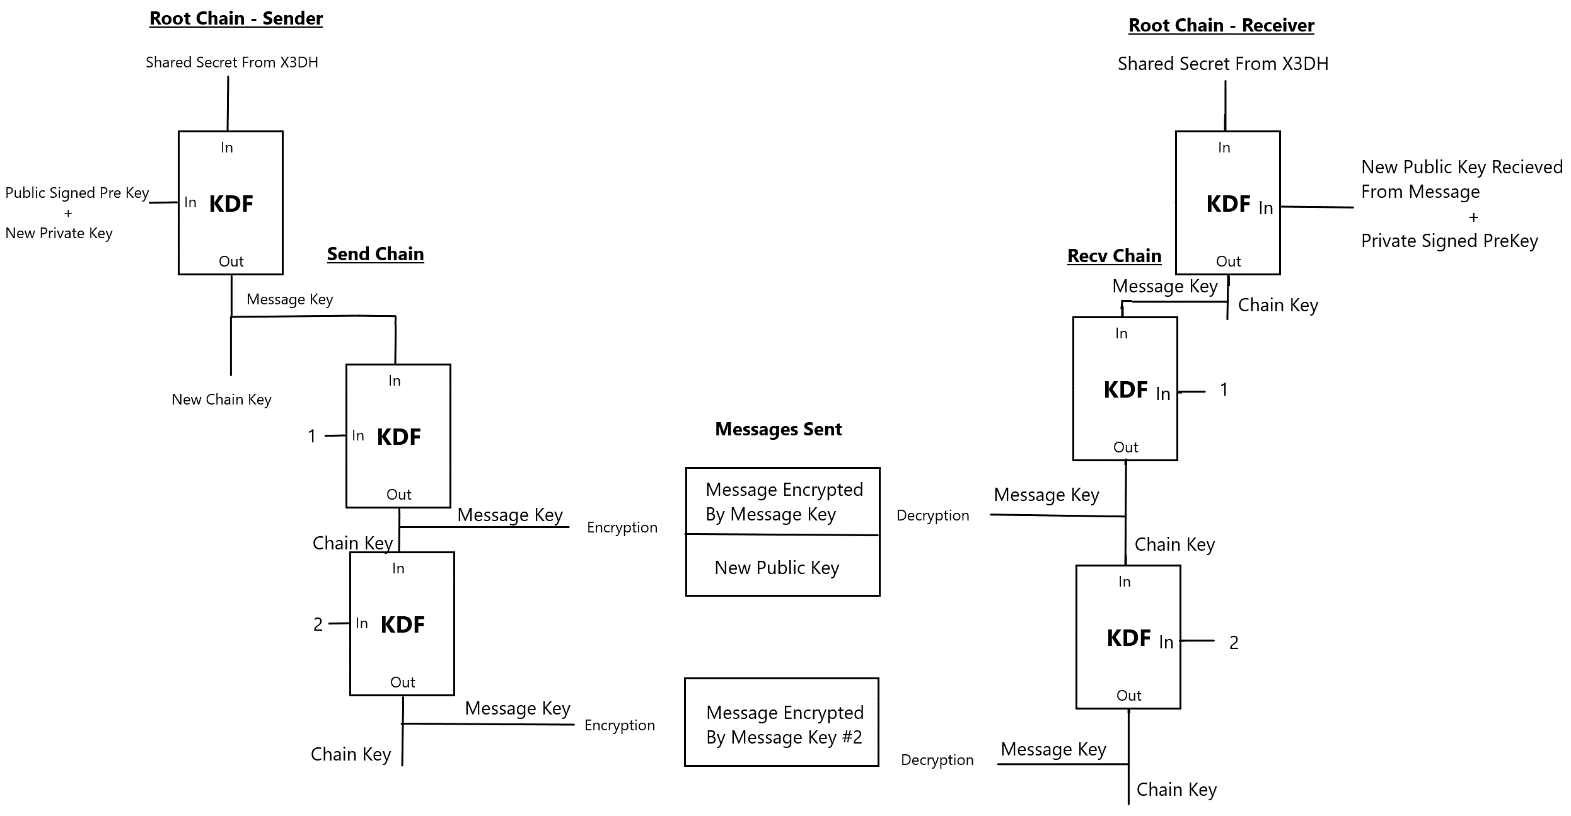 Root Chain - Sender
Shared Secret From X3DH
In
Public Signed Pre Key
+
New Private Key
In
KDF
Out
Message Key
New Chain Key
Send Chain
In
1
In
KDF
Out
Message Key
Encryption
Chain Key
In
2
In
KDF
Out
Message Key
Encryption
Chain Key
Messages Sent
Message Encrypted
By Message Key
New Public Key
Message Encrypted
By Message Key #2
Root Chain - Receiver
Shared Secret From X3DH
In
KDF
In
New Public Key Recieved
From Message
+
Private Signed PreKey
Out
Recv Chain
Message Key
Chain Key
In
KDF
In
1
Out
Decryption
Message Key
Chain Key
In
KDF
In
2
Out
Decryption
Message Key
Chain Key